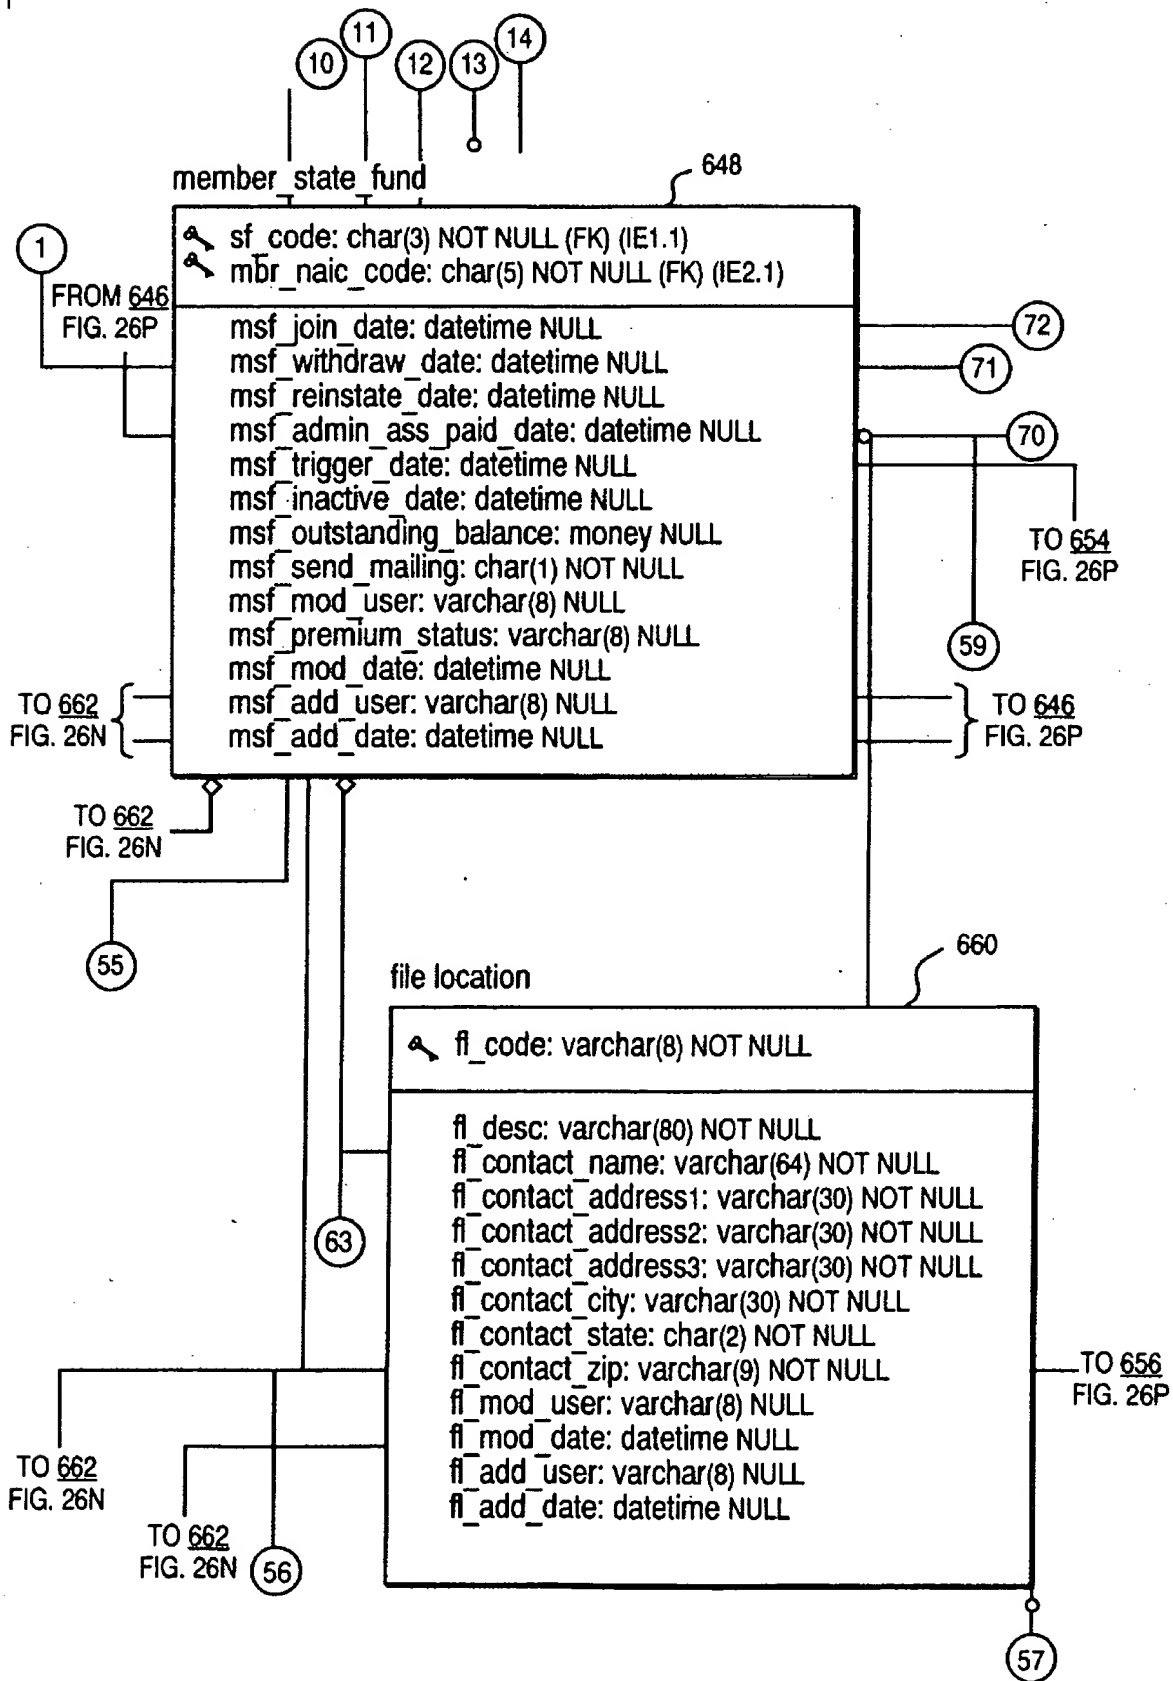 11
14
10
12
13
member_state_fund
648
sf_code: char(3) NOT NULL (FK) (IE1.1)
mbr_naic_code: char(5) NOT NULL (FK) (IE2.1)
1
FROM 646
FIG. 26P
msf_join_date: datetime NULL
msf_withdraw_date: datetime NULL
msf_reinstate_date: datetime NULL
msf_admin_ass_paid_date: datetime NULL
msf_trigger_date: datetime NULL
msf_inactive_date: datetime NULL
msf_outstanding_balance: money NULL
msf_send_mailing: char(1) NOT NULL
msf_mod_user: varchar(8) NULL
msf_premium_status: varchar(8) NULL
msf_mod_date: datetime NULL
msf_add_user: varchar(8) NULL
msf_add_date: datetime NULL
72
71
70
TO 654
FIG. 26P
59
TO 662
FIG. 26N
TO 646
FIG. 26P
TO 662
FIG. 26N
55
file location
660
fl_code: varchar(8) NOT NULL
fl_desc: varchar(80) NOT NULL
fl_contact_name: varchar(64) NOT NULL
fl_contact_address1: varchar(30) NOT NULL
fl_contact_address2: varchar(30) NOT NULL
fl_contact_address3: varchar(30) NOT NULL
fl_contact_city: varchar(30) NOT NULL
fl_contact_state: char(2) NOT NULL
fl_contact_zip: varchar(9) NOT NULL
fl_mod_user: varchar(8) NULL
fl_mod_date: datetime NULL
fl_add_user: varchar(8) NULL
fl_add_date: datetime NULL
63
TO 656
FIG. 26P
TO 662
FIG. 26N
TO 662
FIG. 26N
56
57